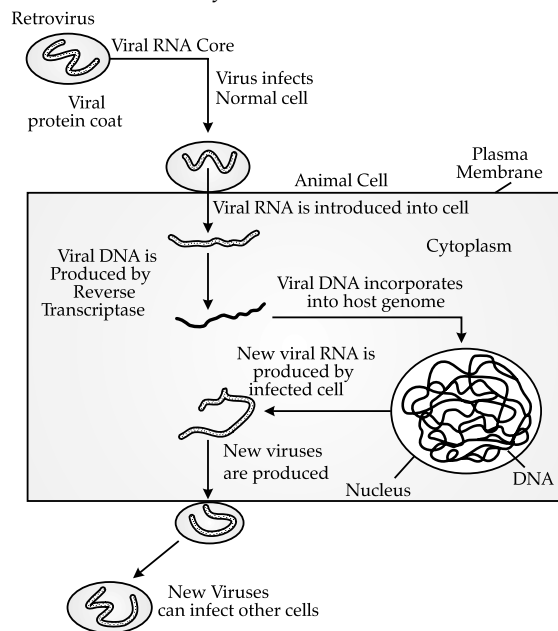 Retrovirus
Viral RNA Core
Virus infects
Normal cell
Viral
protein coat
Plasma
Membrane
Animal Cell
Viral RNA is introduced into cell
Cytoplasm
Viral DNA is
Produced by
Reverse
Transcriptase
Viral DNA incorporates
into host genome
New viral RNA is
produced by
infected cell
New viruses
are produced
Nucleus
DNA
New Viruses
can infect other cells